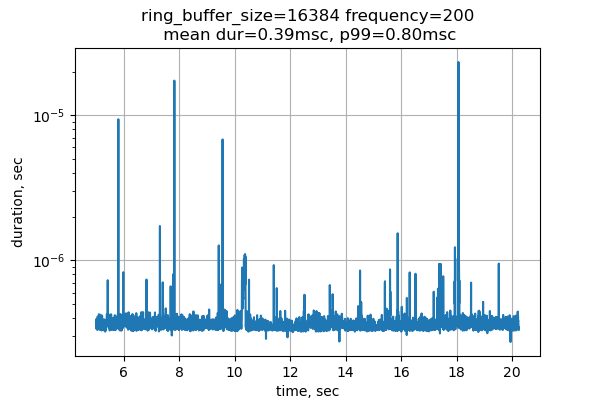 ring_buffer_size=16384 frequency=200
mean dur=0.39msc, p99=0.80msc
10⁻⁵
10⁻⁶
duration, sec
6 8 10 12 14 16 18 20
time, sec